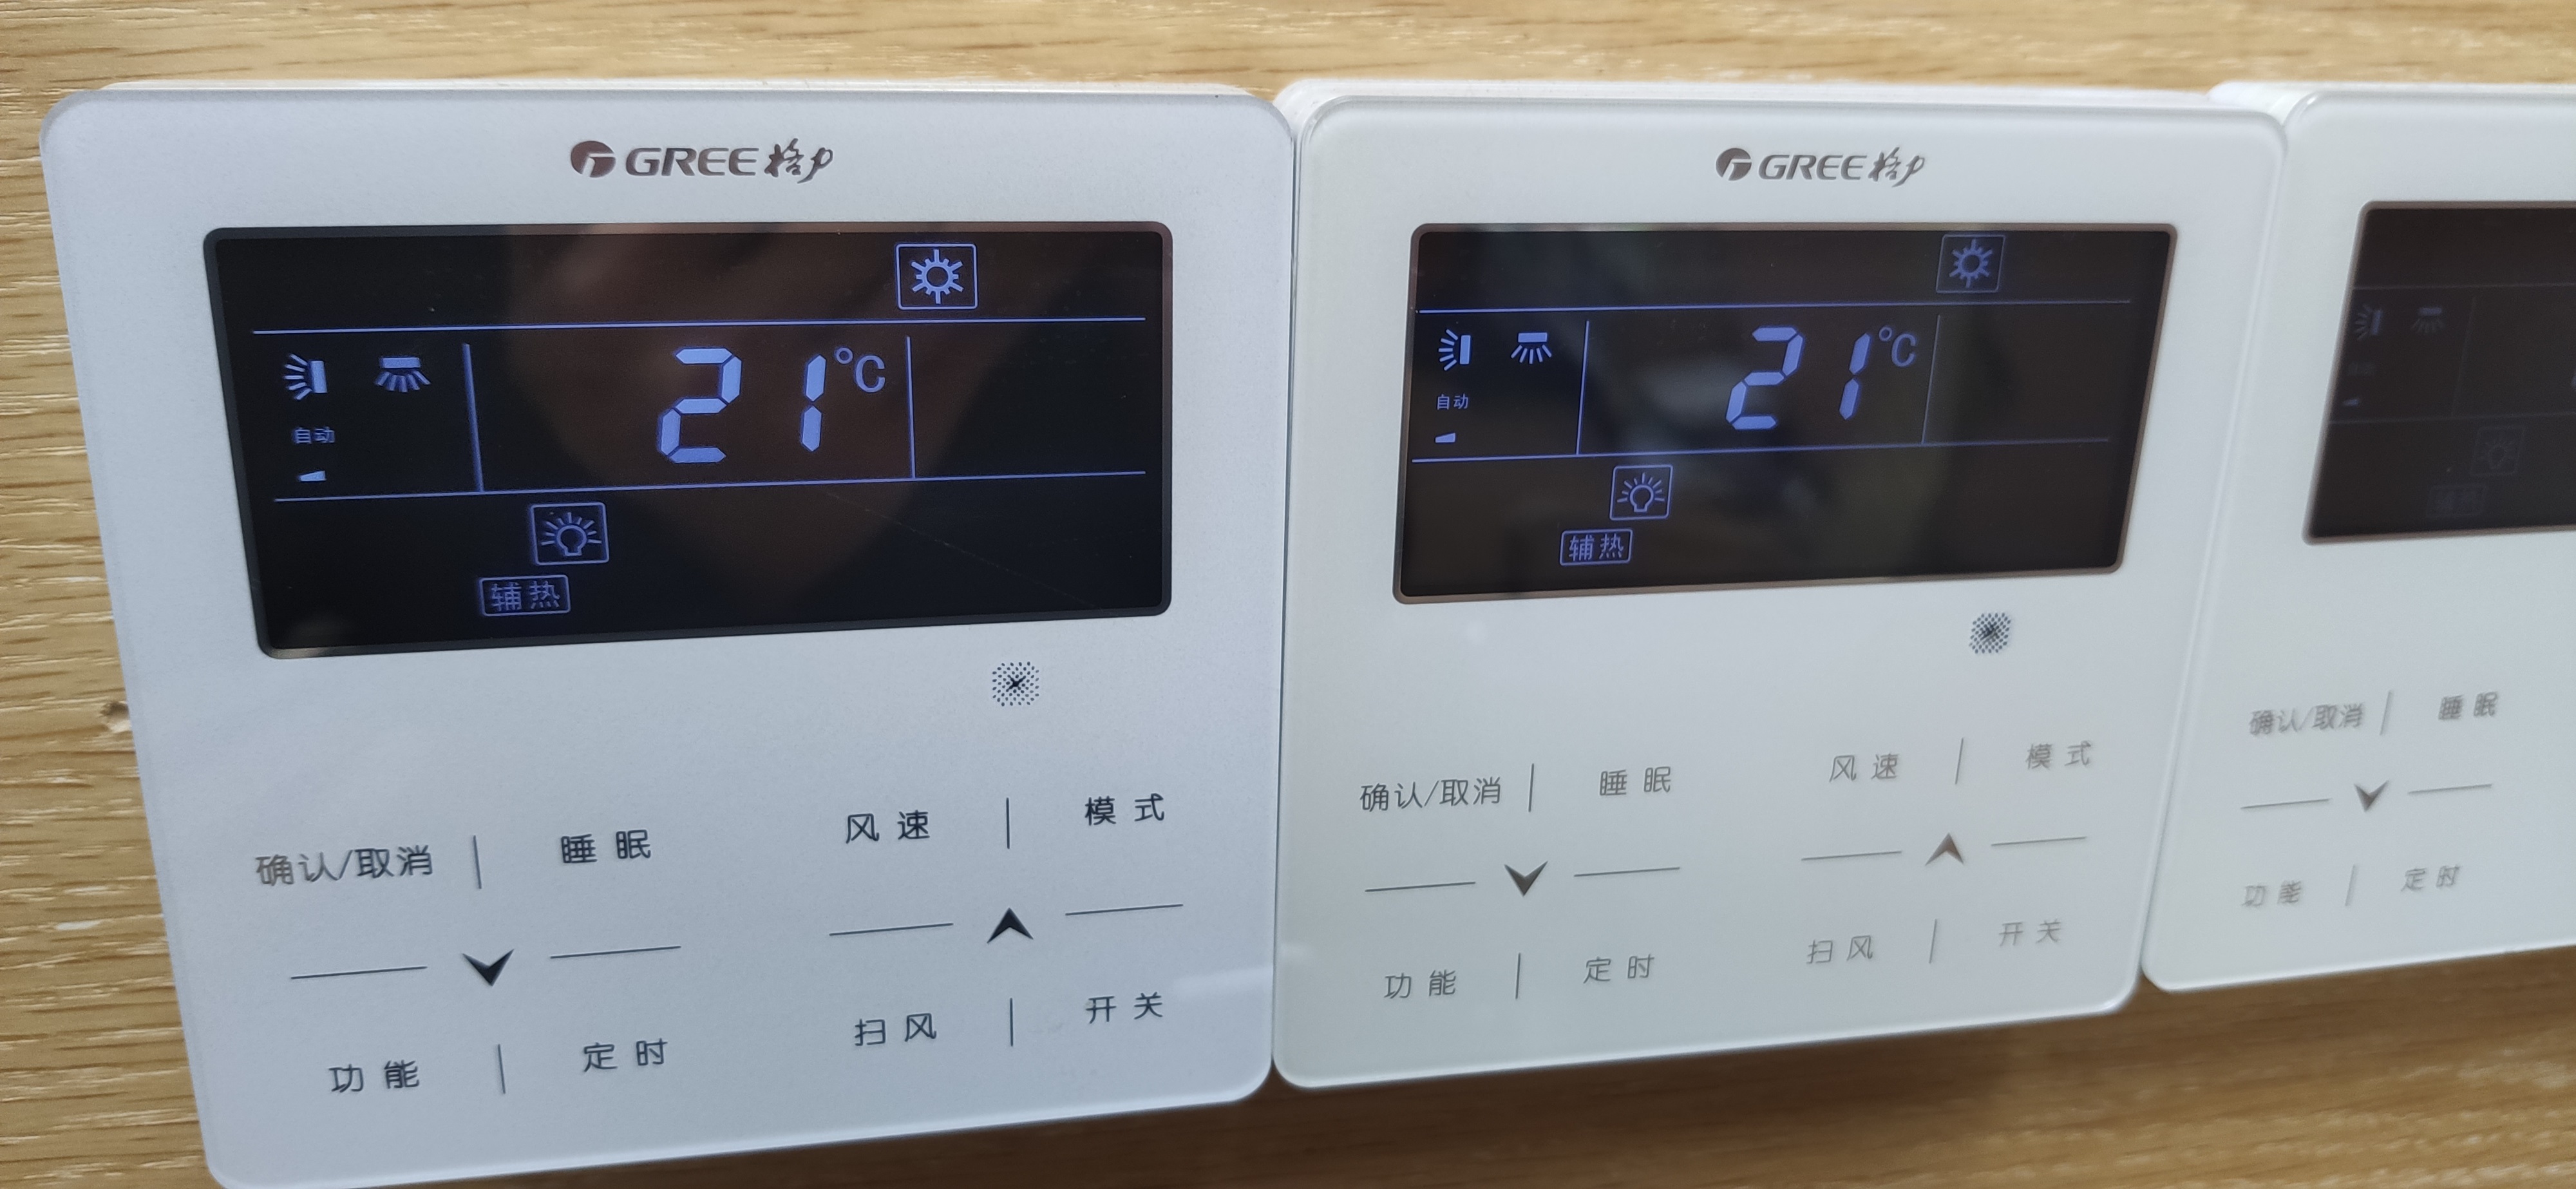 GREE 格力
21°C
自动
辅热
确认/取消 睡眠 风速 模式
功能 定时 扫风 开关
GREE 格力
21°C
自动
辅热
确认/取消 睡眠 风速 模式
功能 定时 扫风 开关
确认/取消 睡眠
功能 定时